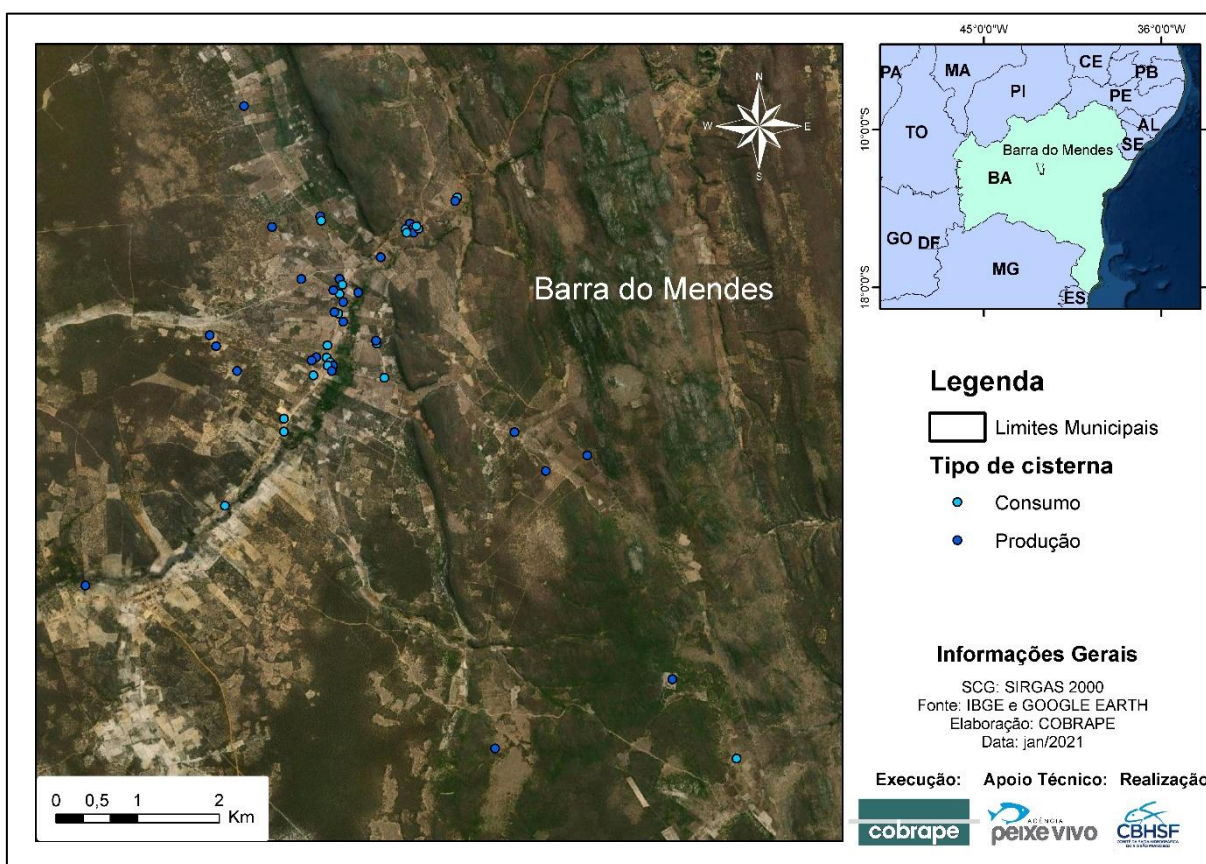 N
W
E
S
Barra do Mendes
0 0,5 1 2
Km
45°0'0"W
36°0'0"W
10°0'0"S
18°0'0"S
PA
MA
CE
PB
PI
PE
TO
AL
SE
Barra do Mendes
BA
GO
DF
MG
ES
Legenda
Limites Municipais
Tipo de cisterna
Consumo
Produção
Informações Gerais
SCG: SIRGAS 2000
Fonte: IBGE e GOOGLE EARTH
Elaboração: COBRAPE
Data: jan/2021
Execução: Apoio Técnico: Realização
cobrape
AGÊNCIA
peixe vivo
CBHSF